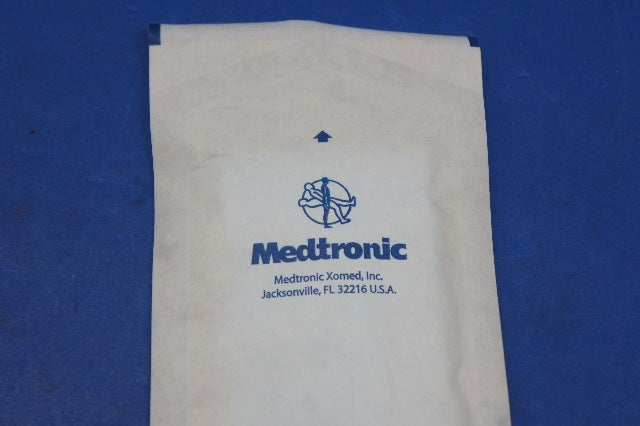 Medtronic
Medtronic Xomed, Inc.
Jacksonville, FL 32216 U.S.A.